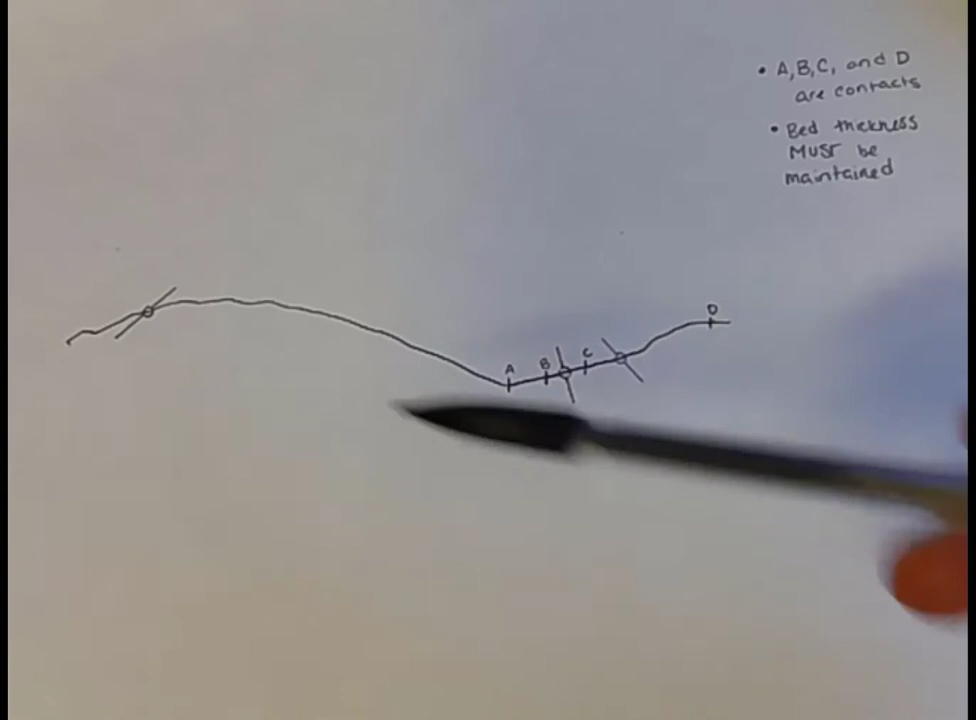 • A,B,C, and D
are contacts
• Bed thickness
MUST be
maintained
D
A
B
C